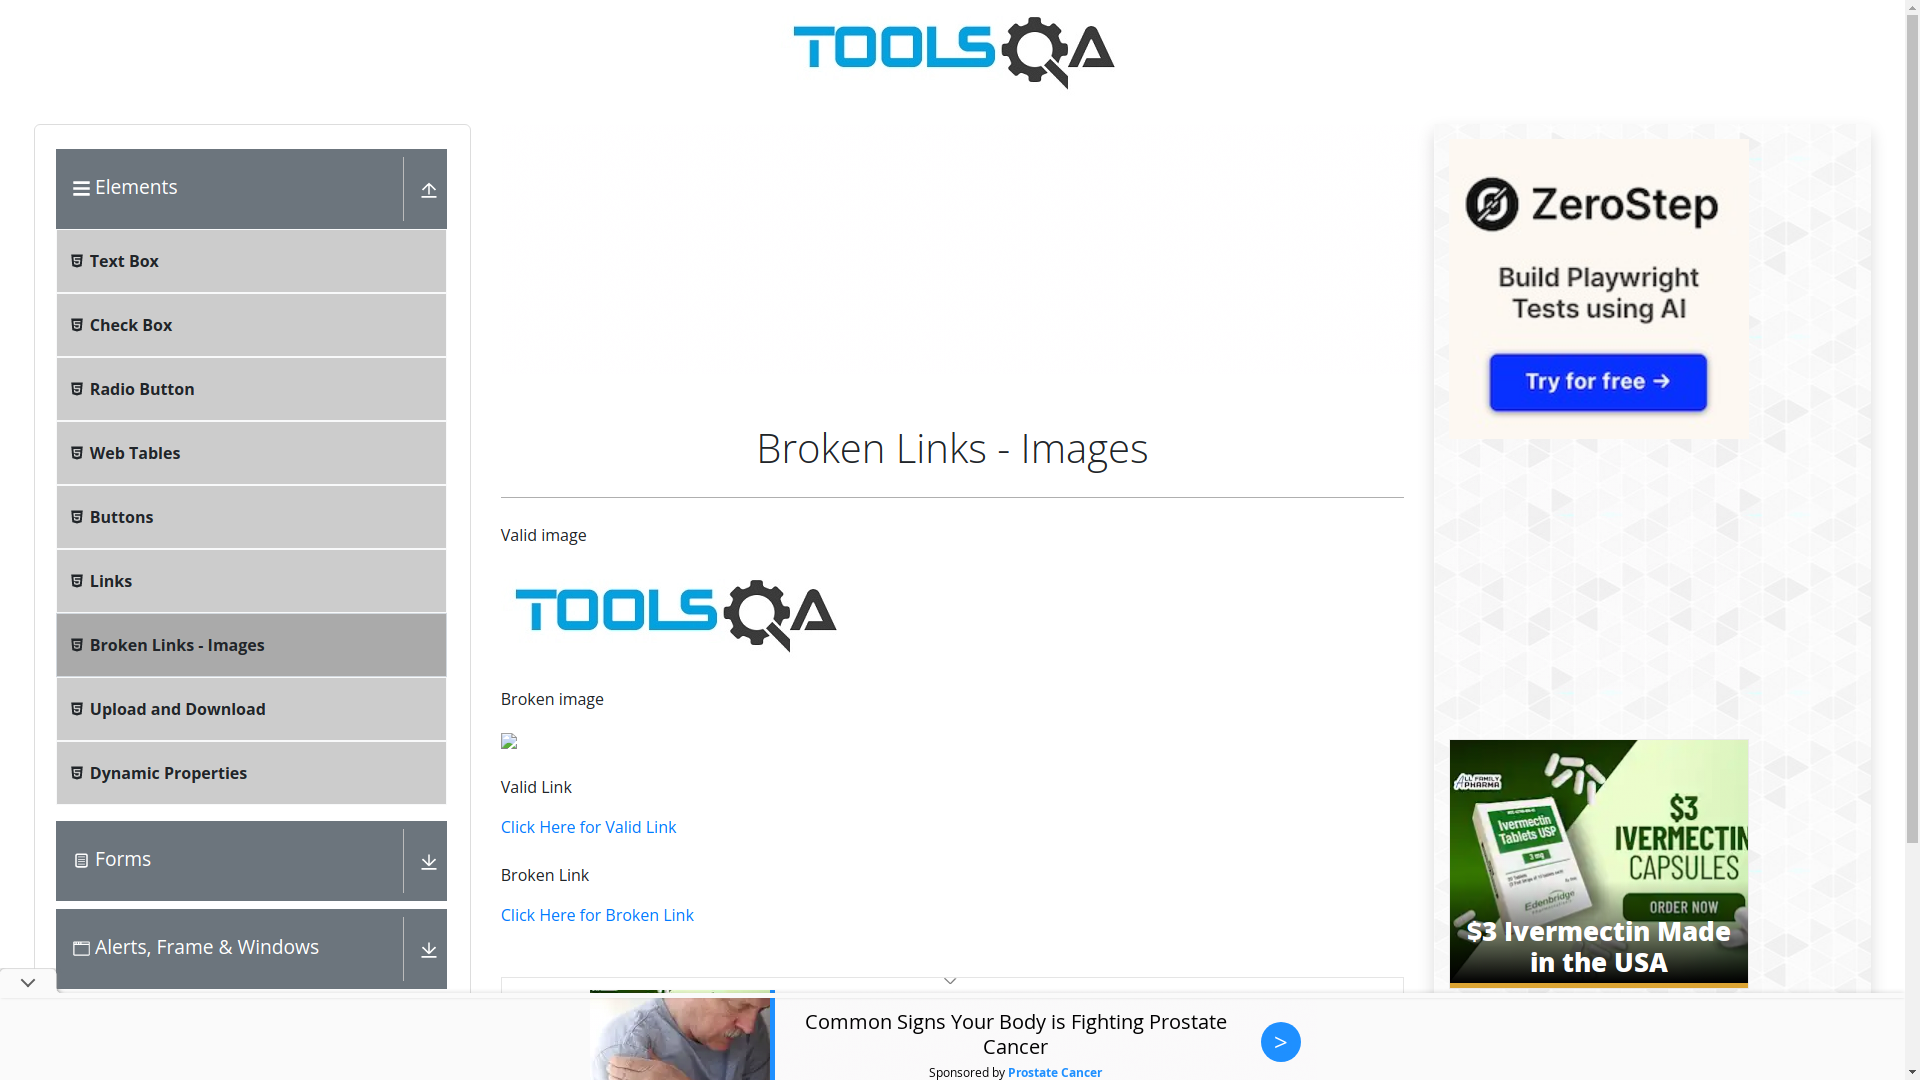 TOOLSQA
Elements
Text Box
Check Box
Radio Button
Web Tables
Buttons
Links
Broken Links - Images
Upload and Download
Dynamic Properties
Forms
Alerts, Frame & Windows
Broken Links - Images
Valid image
TOOLSQA
Broken image
Valid Link
Click Here for Valid Link
Broken Link
Click Here for Broken Link
ZeroStep
Build Playwright
Tests using AI
Try for free →
ALL FAMILY
PHARMA
Ivermectin
Tablets USP
3 mg
Edenbridge
$3
IVERMECTIN
CAPSULES
ORDER NOW
$3 Ivermectin Made
in the USA
Common Signs Your Body is Fighting Prostate
Cancer
Sponsored by Prostate Cancer
>